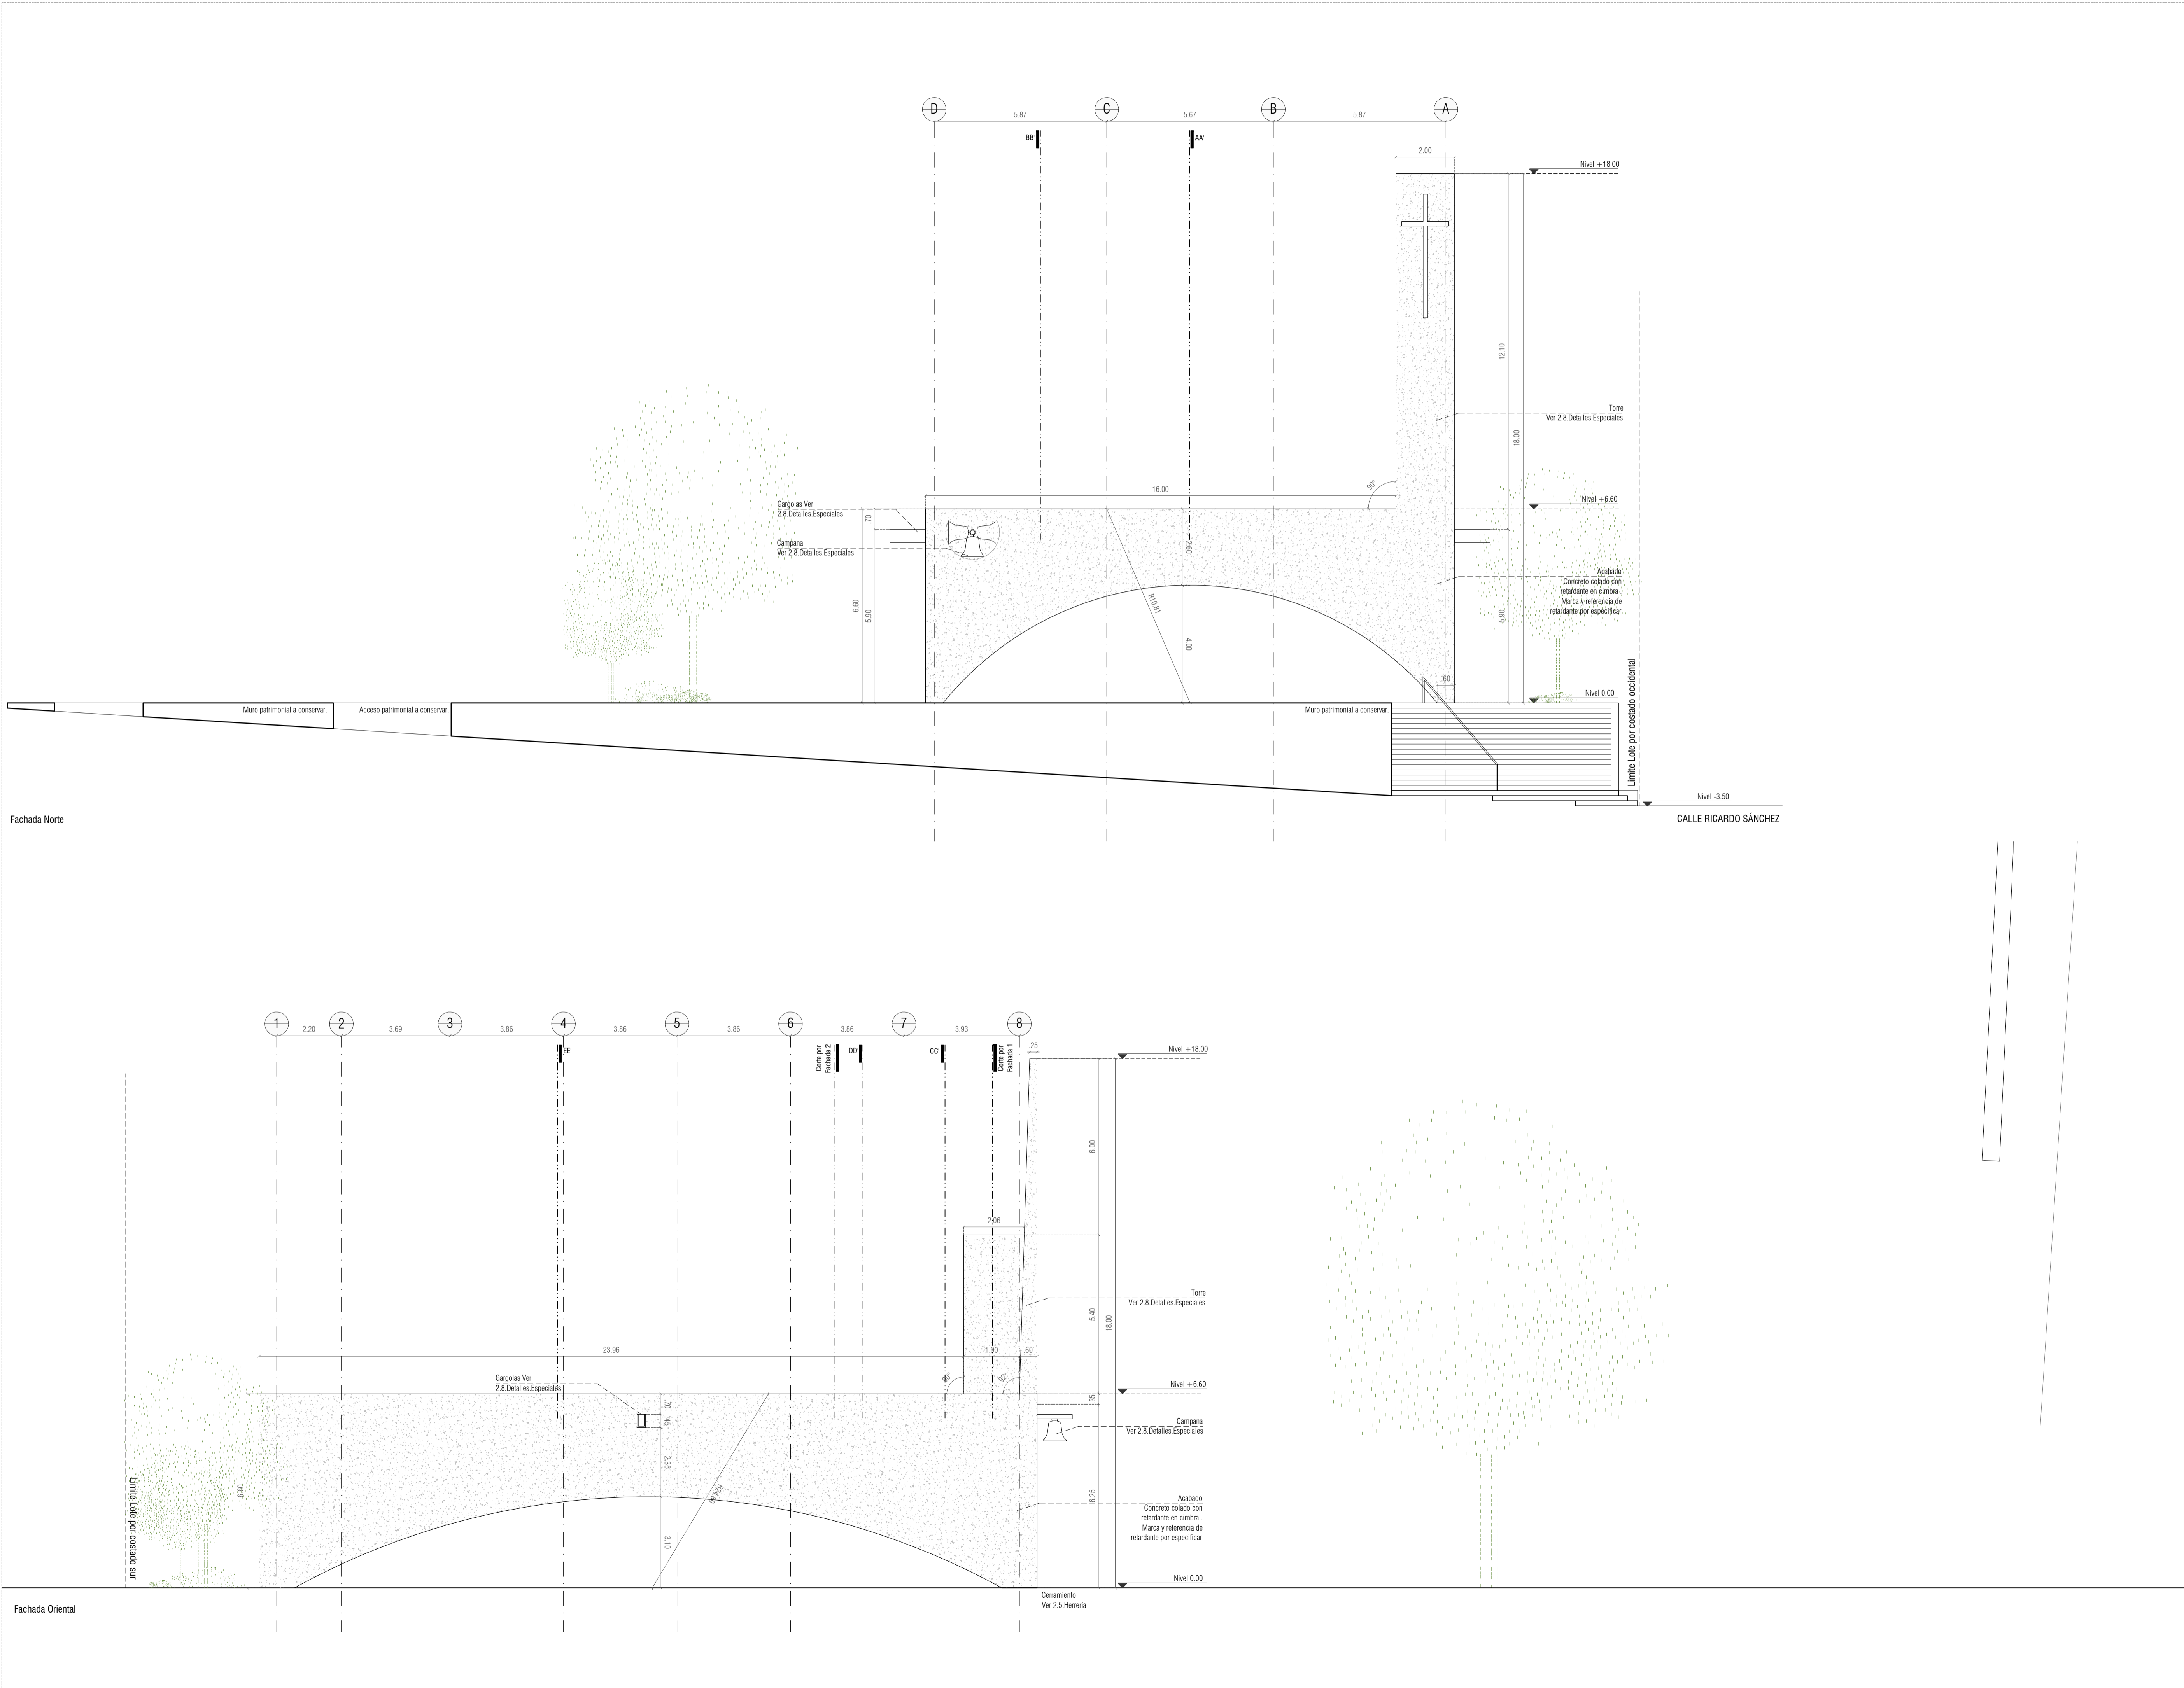 D C B A
5.87 5.67 5.87
BB' AA'
2.00
Nivel +18.00
12.10
18.00
Torre
Ver 2.8.Detalles.Especiales
90°
16.00
Nivel +6.60
Gargolas Ver
2.8.Detalles.Especiales
.70
Campana
Ver 2.8.Detalles.Especiales
2.60
R10.81
6.60
5.90
4.00
Acabado
Concreto colado con
retardante en cimbra .
Marca y referencia de
retardante por especificar
5.90
.60
Nivel 0.00
Limite Lote por costado occidental
Muro patrimonial a conservar.
Acceso patrimonial a conservar.
Muro patrimonial a conservar.
Nivel -3.50
Fachada Norte
CALLE RICARDO SÁNCHEZ
1 2 3 4 5 6 7 8
2.20 3.69 3.86 3.86 3.86 3.86 3.93
EE'
Corte por
Fachada 2
DD'
CC
Corte por
Fachada 1
.25
Nivel +18.00
6.00
2.06
Torre
Ver 2.8.Detalles.Especiales
5.40
18.00
23.96
1.90
.60
92°
Gargolas Ver
2.8.Detalles.Especiales
Nivel +6.60
.35
.70
.45
Campana
Ver 2.8.Detalles.Especiales
2.35
6.60
6.25
Acabado
Concreto colado con
retardante en cimbra .
Marca y referencia de
retardante por especificar
3.10
Limite Lote por costado sur
Nivel 0.00
Cerramiento
Ver 2.5.Herreria
Fachada Oriental